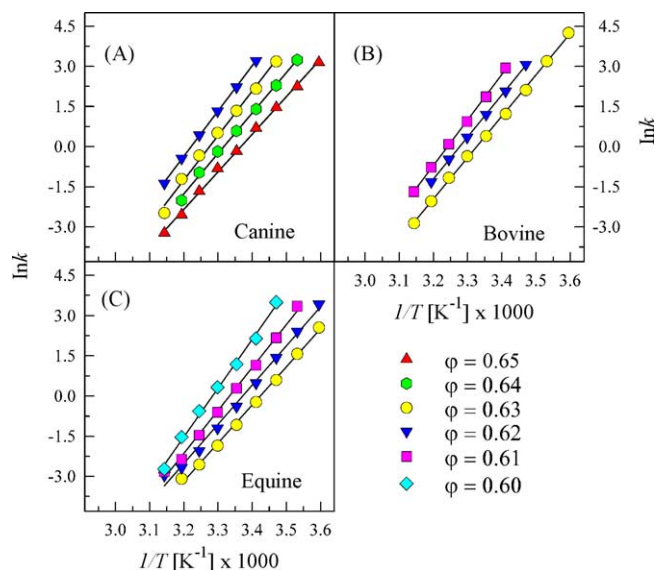 4.5
3.0
1.5
0.0
-1.5
-3.0
(A)
Canine
(B)
Bovine
4.5
3.0
1.5
0.0
-1.5
-3.0
lnk
lnk
3.0 3.1 3.2 3.3 3.4 3.5 3.6
1/T [K⁻¹] x 1000
4.5
3.0
1.5
0.0
-1.5
-3.0
(C)
Equine
3.0 3.1 3.2 3.3 3.4 3.5 3.6
1/T [K⁻¹] x 1000
φ = 0.65
φ = 0.64
φ = 0.63
φ = 0.62
φ = 0.61
φ = 0.60